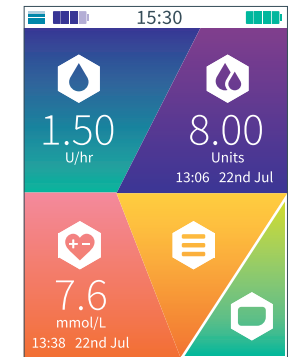 15:30
1.50
U/hr
8.00
Units
13:06 22nd Jul
7.6
mmol/L
13:38 22nd Jul